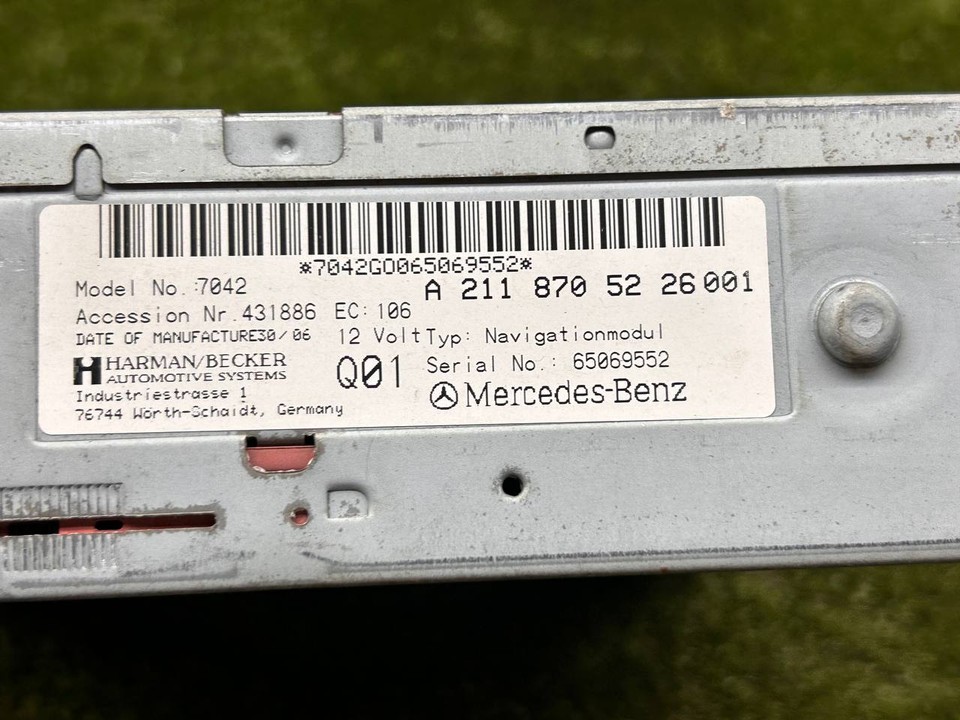 *7042GO065069552*
Model No.:7042
A 211 870 52 26 001
Accession Nr.431886 EC:106
DATE OF MANUFACTURE30/06 12 Volt Typ: Navigationmodul
HARMAN/BECKER
AUTOMOTIVE SYSTEMS
Q01
Serial No.: 65069552
Industriestrasse 1
76744 Wörth-Schaidt, Germany
Mercedes-Benz